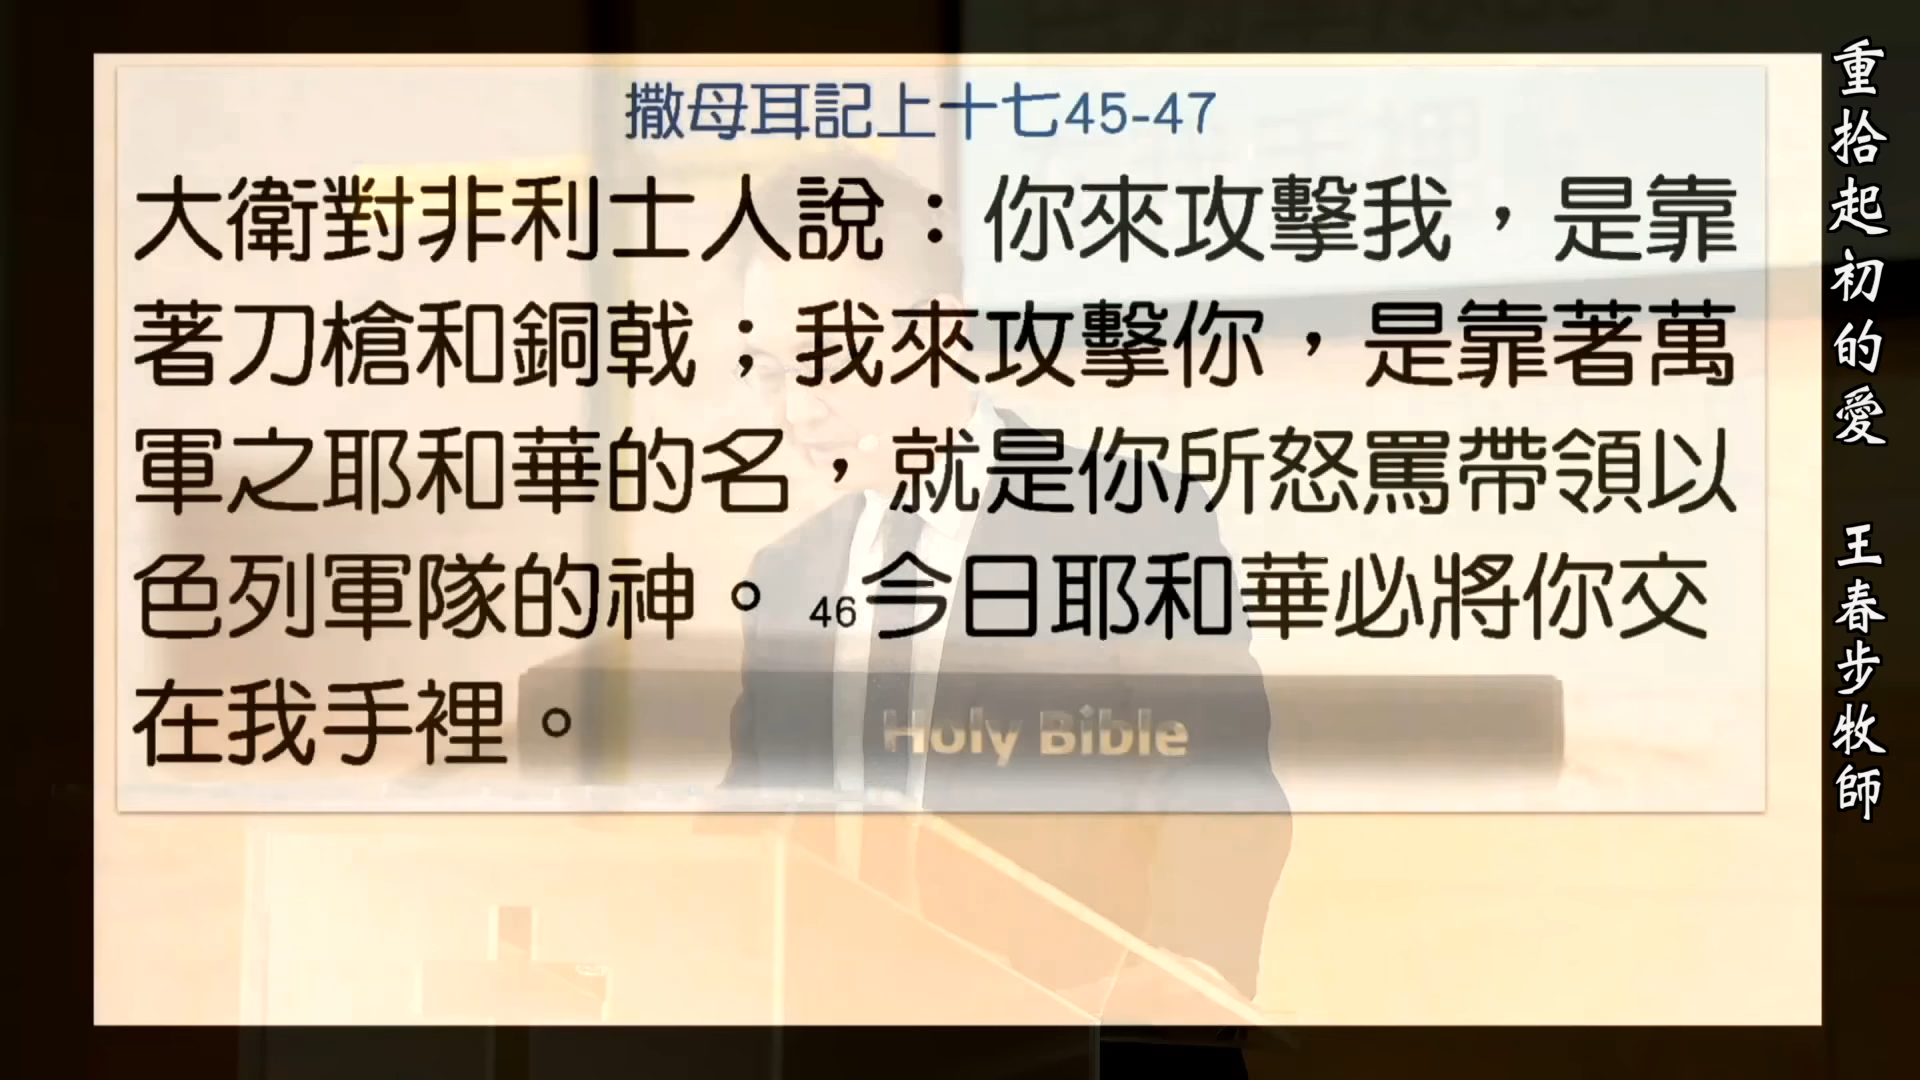 撒母耳記上十七45-47
大衛對非利士人說：你來攻擊我，是靠
著刀槍和銅戟；我來攻擊你，是靠著萬
軍之耶和華的名，就是你所怒罵帶領以
色列軍隊的神。 46今日耶和華必將你交
在我手裡。
Holy Bible
重拾起初的愛 王春步牧師